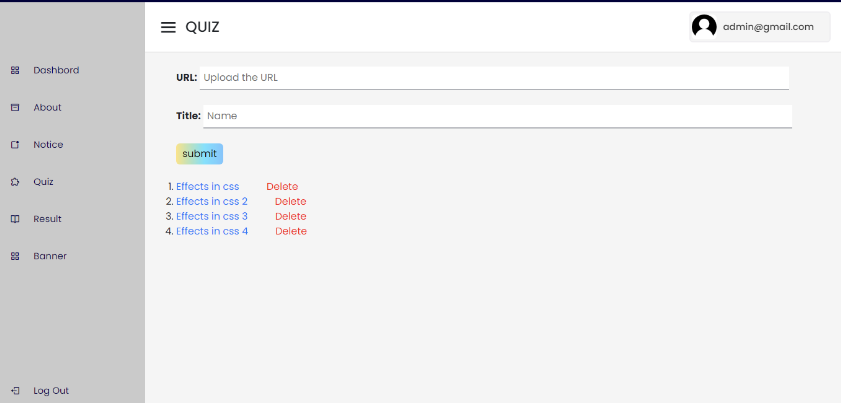 QUIZ
admin@gmail.com
Dashbord
About
Notice
Quiz
Result
Banner
Log Out
URL: Upload the URL
Title: Name
submit
1. Effects in css Delete
2. Effects in css 2 Delete
3. Effects in css 3 Delete
4. Effects in css 4 Delete